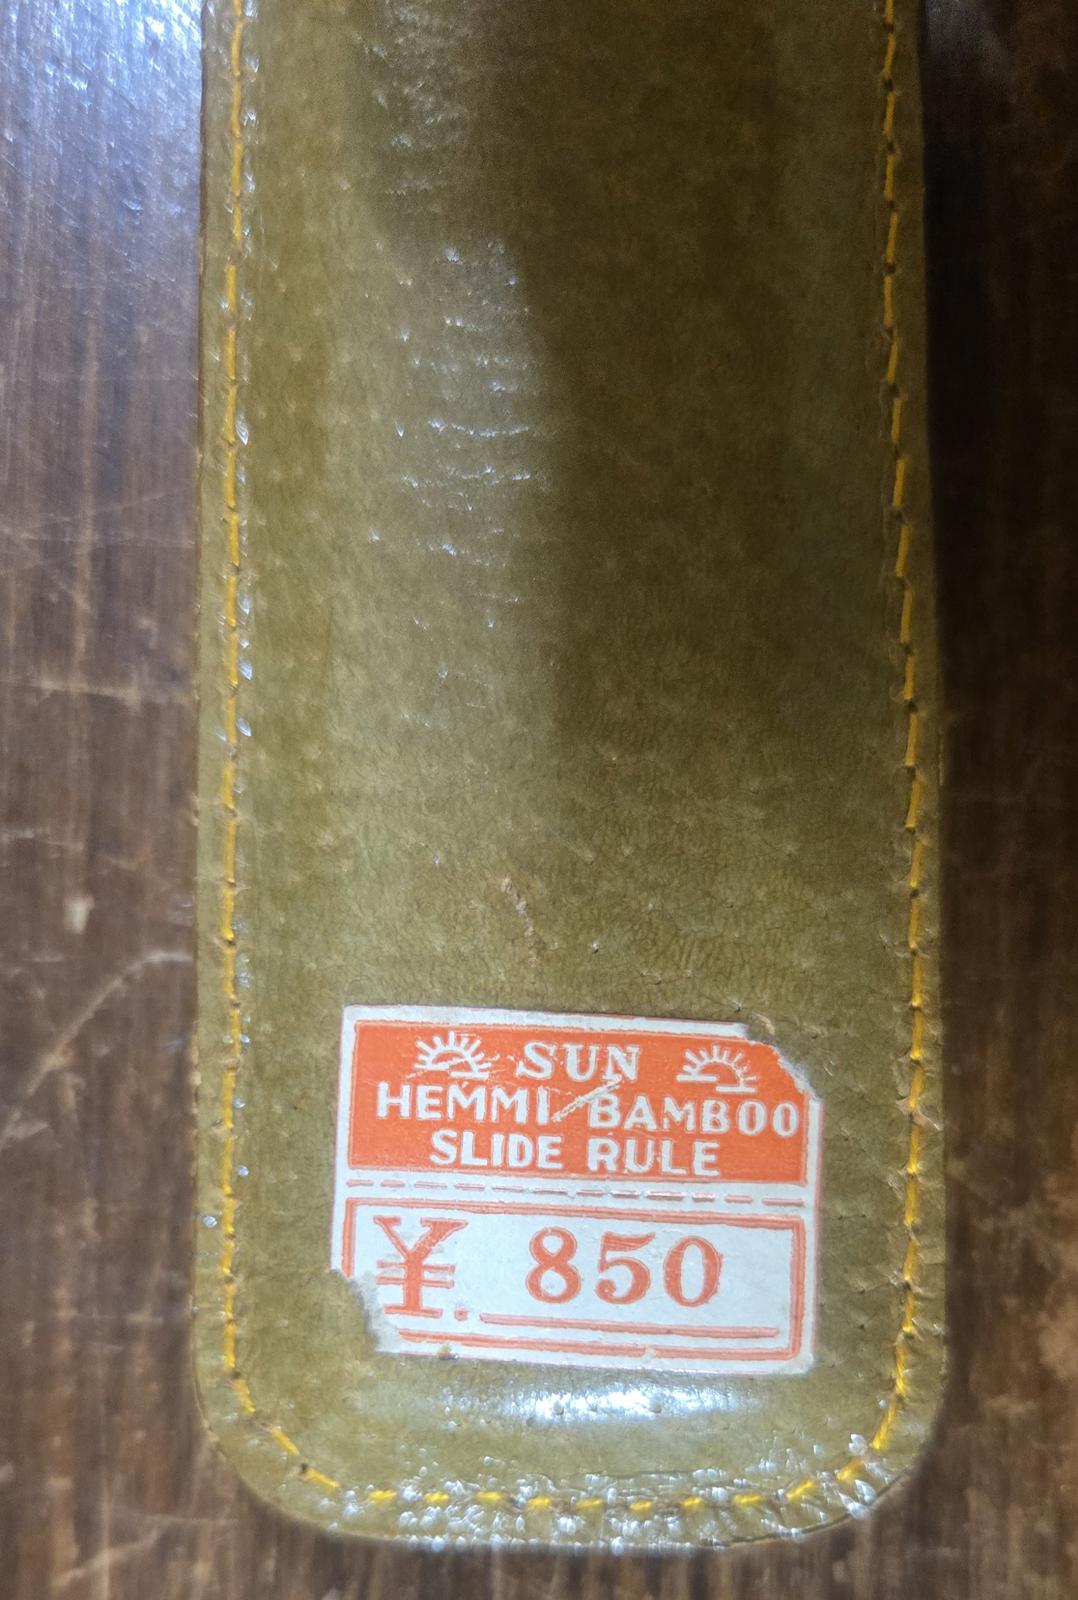 SUN
HEMMI BAMBOO
SLIDE RULE
¥. 850